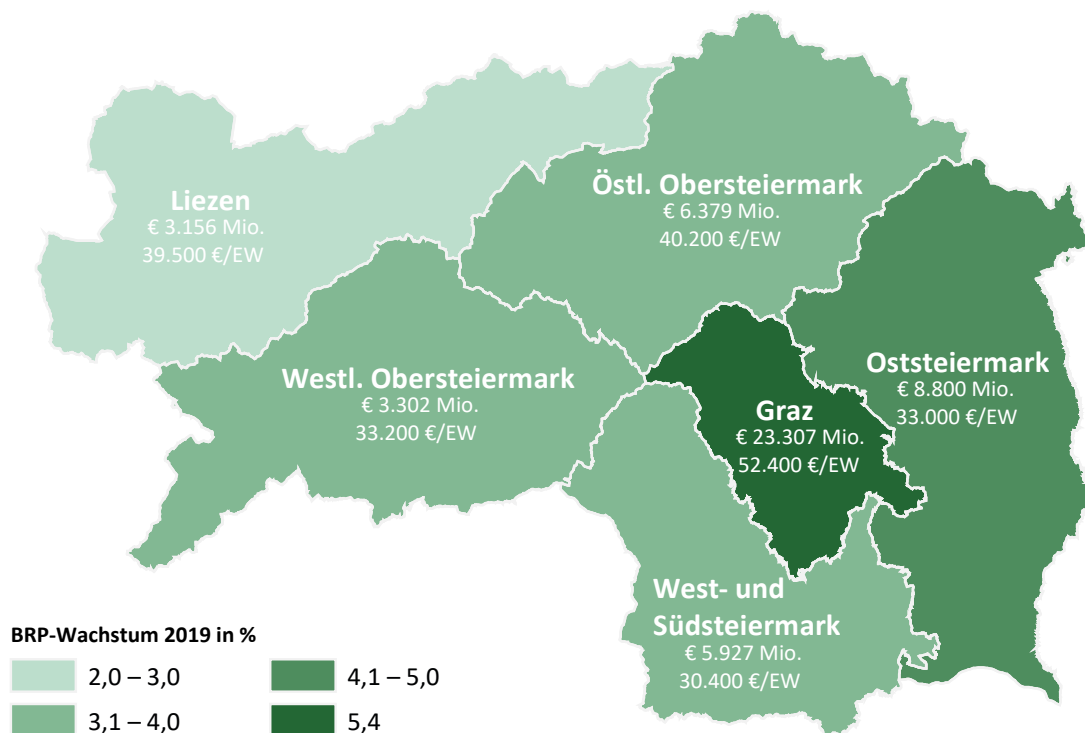 Östl. Obersteiermark
€ 6.379 Mio.
40.200 €/EW
Liezen
€ 3.156 Mio.
39.500 €/EW
Westl. Obersteiermark
€ 3.302 Mio.
33.200 €/EW
Oststeiermark
€ 8.800 Mio.
33.000 €/EW
Graz
€ 23.307 Mio.
52.400 €/EW
West- und
Südsteiermark
€ 5.927 Mio.
30.400 €/EW
BRP-Wachstum 2019 in %
2,0 – 3,0
3,1 – 4,0
4,1 – 5,0
5,4